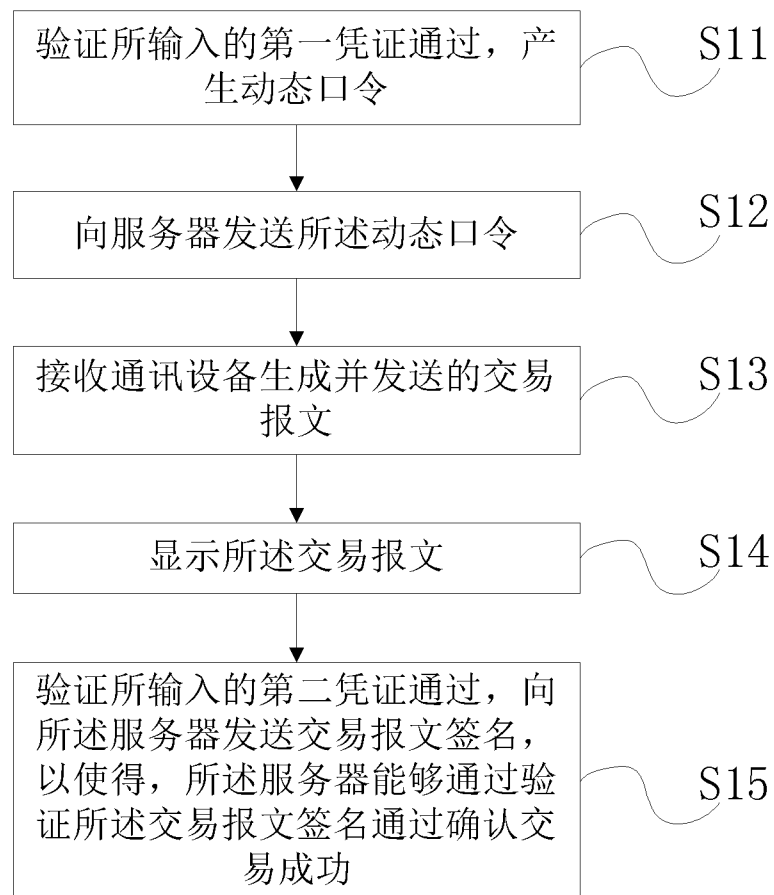 验证所输入的第一凭证通过，产
生动态口令
S11
向服务器发送所述动态口令
S12
接收通讯设备生成并发送的交易
报文
S13
显示所述交易报文
S14
验证所输入的第二凭证通过，向
所述服务器发送交易报文签名，
以使得，所述服务器能够通过验
证所述交易报文签名通过确认交
易成功
S15